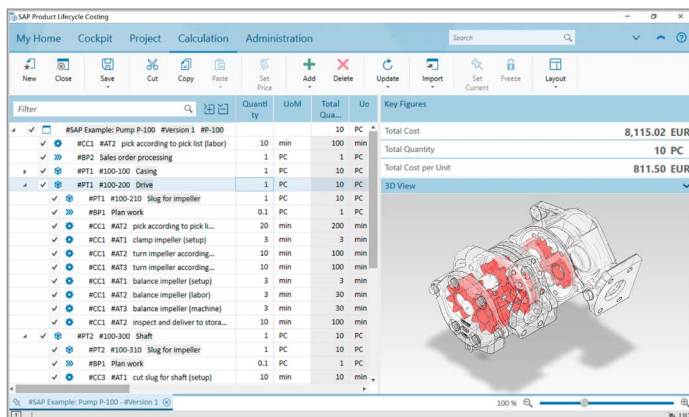 SAP Product Lifecycle Costing
My Home Cockpit Project Calculation Administration Search
New Close Save Cut Copy Paste Set Price Add Delete Update Import Set Current Freeze Layout
Filter Quanti ty UoM Total Qua... Uo Key Figures
#SAP Example: Pump P-100 #Version 1 #P-100 10 PC Total Cost 8,115.02 EUR
#CC1 #AT2 pick according to pick list (labor) 10 min 100 min
#BP2 Sales order processing 1 PC 1 PC Total Quantity 10 PC
#PT1 #100-100 Casing 1 PC 10 PC Total Cost per Unit 811.50 EUR
#PT1 #100-200 Drive 1 PC 10 PC 3D View
#PT1 #100-210 Slug for impeller 1 PC 10 PC
#BP1 Plan work 0.1 PC 1 PC
#CC1 #AT2 pick according to pick li... 20 min 200 min
#CC1 #AT1 clamp impeller (setup) 3 min 3 min
#CC1 #AT2 turn impeller according... 10 min 100 min
#CC1 #AT3 turn impeller according... 10 min 100 min
#CC1 #AT1 balance impeller (setup) 3 min 3 min
#CC1 #AT2 balance impeller (labor) 3 min 30 min
#CC1 #AT3 balance impeller (machine) 3 min 30 min
#CC1 #AT2 inspect and deliver to stora... 10 min 100 min
#PT2 #100-300 Shaft 1 PC 10 PC
#PT2 #100-310 Slug for impeller 1 PC 10 PC
#BP1 Plan work 0.1 PC 1 PC
#CC3 #AT1 cut slug for shaft (setup) 10 min 10 min
#SAP Example: Pump P-100 - #Version 1 100 %